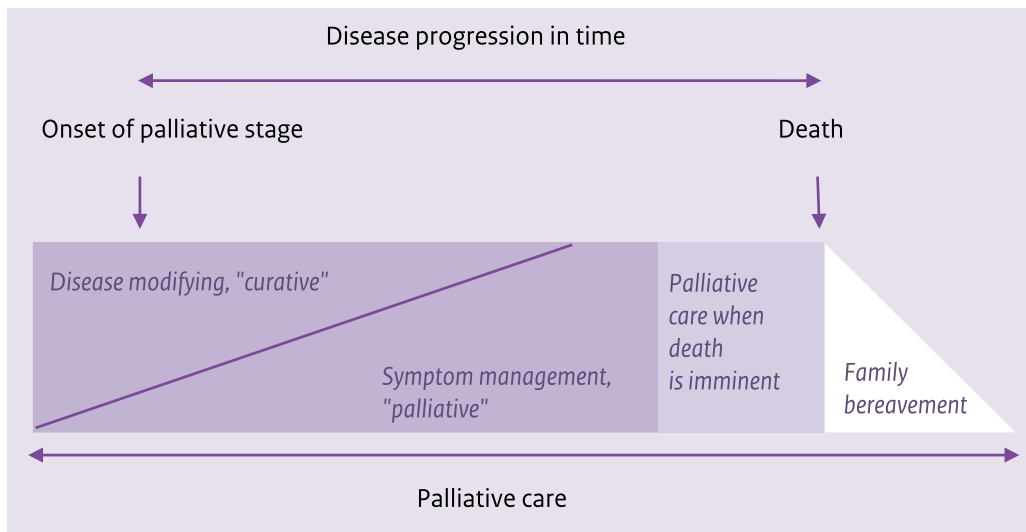 Disease progression in time
Onset of palliative stage
Death
Disease modifying, "curative"
Symptom management,
"palliative"
Palliative
care when
death
is imminent
Family
bereavement
Palliative care